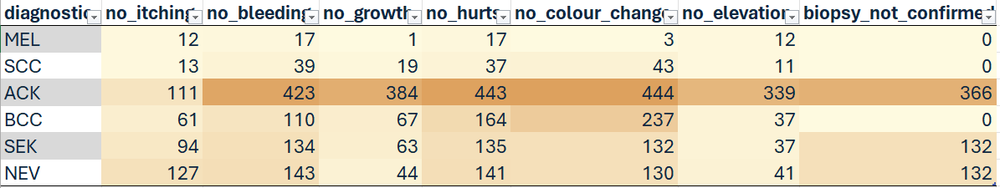 diagnostic no_itching no_bleeding no_growth no_hurts no_colour_change no_elevation biopsy_not_confirmed
MEL 12 17 1 17 3 12 0
SCC 13 39 19 37 43 11 0
ACK 111 423 384 443 444 339 366
BCC 61 110 67 164 237 37 0
SEK 94 134 63 135 132 37 132
NEV 127 143 44 141 130 41 132